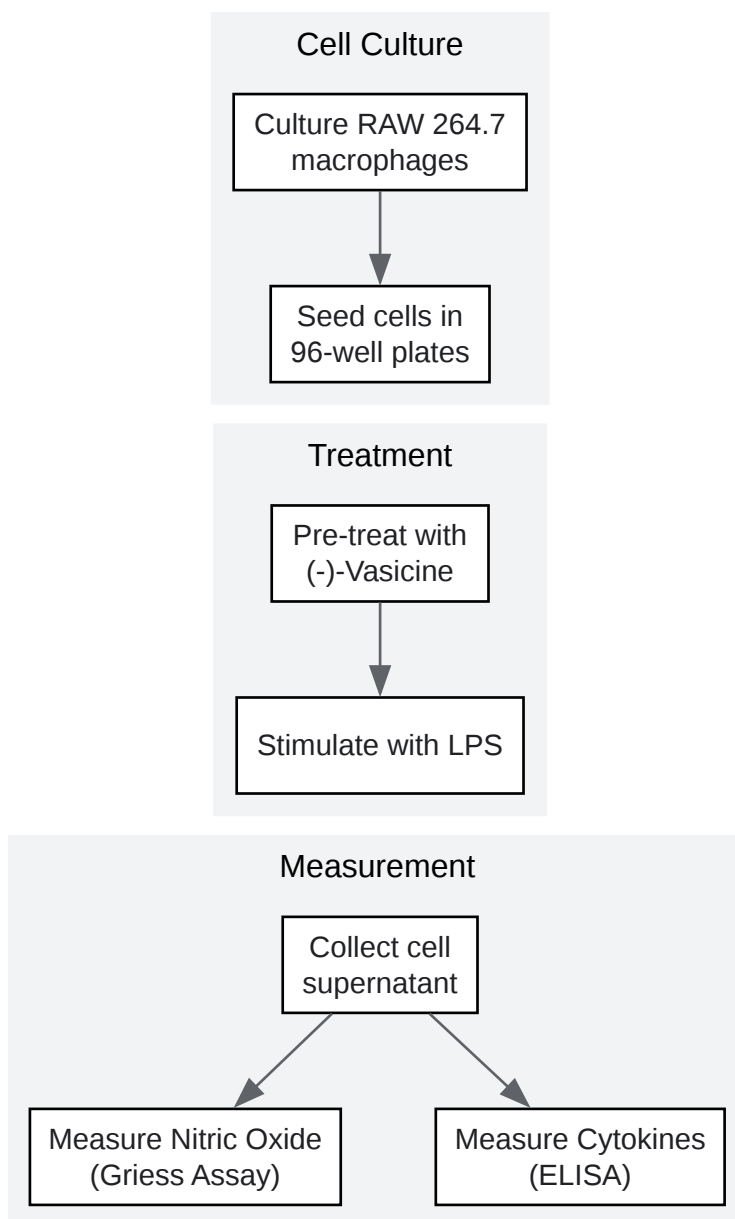 Cell Culture
Culture RAW 264.7
macrophages
Seed cells in
96-well plates
Treatment
Pre-treat with
(-)-Vasicine
Stimulate with LPS
Measurement
Collect cell
supernatant
Measure Nitric Oxide
(Griess Assay)
Measure Cytokines
(ELISA)